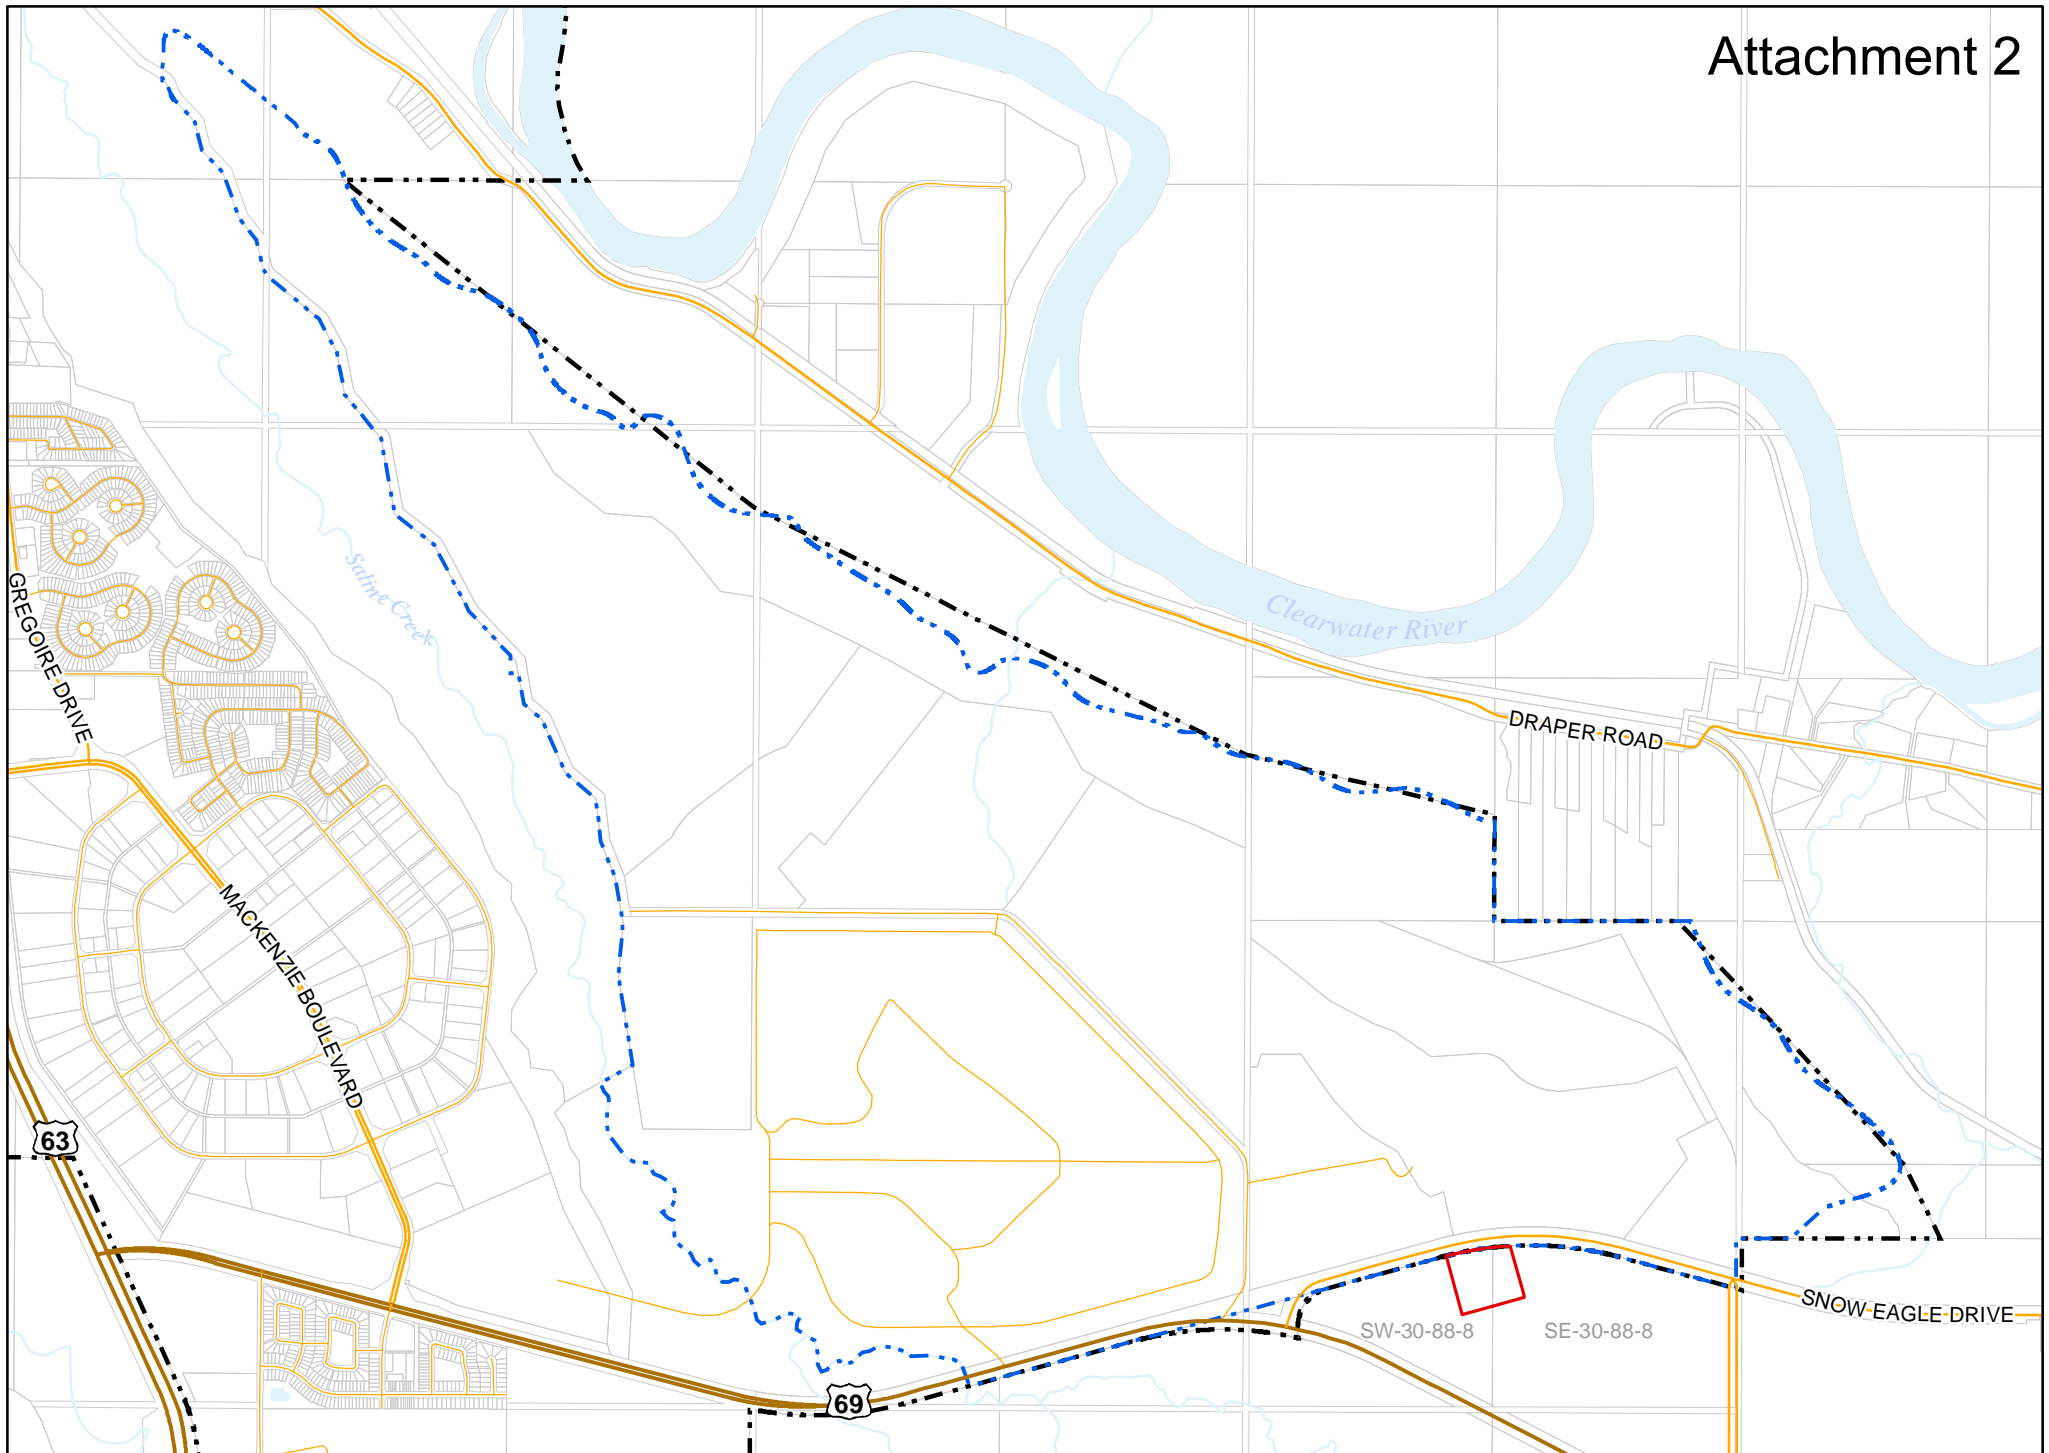 Attachment 2
Saline Creek
Clearwater River
GREGOIRE DRIVE
DRAPER ROAD
MACKENZIE BOULEVARD
63
SNOW EAGLE DRIVE
SW-30-88-8
SE-30-88-8
69